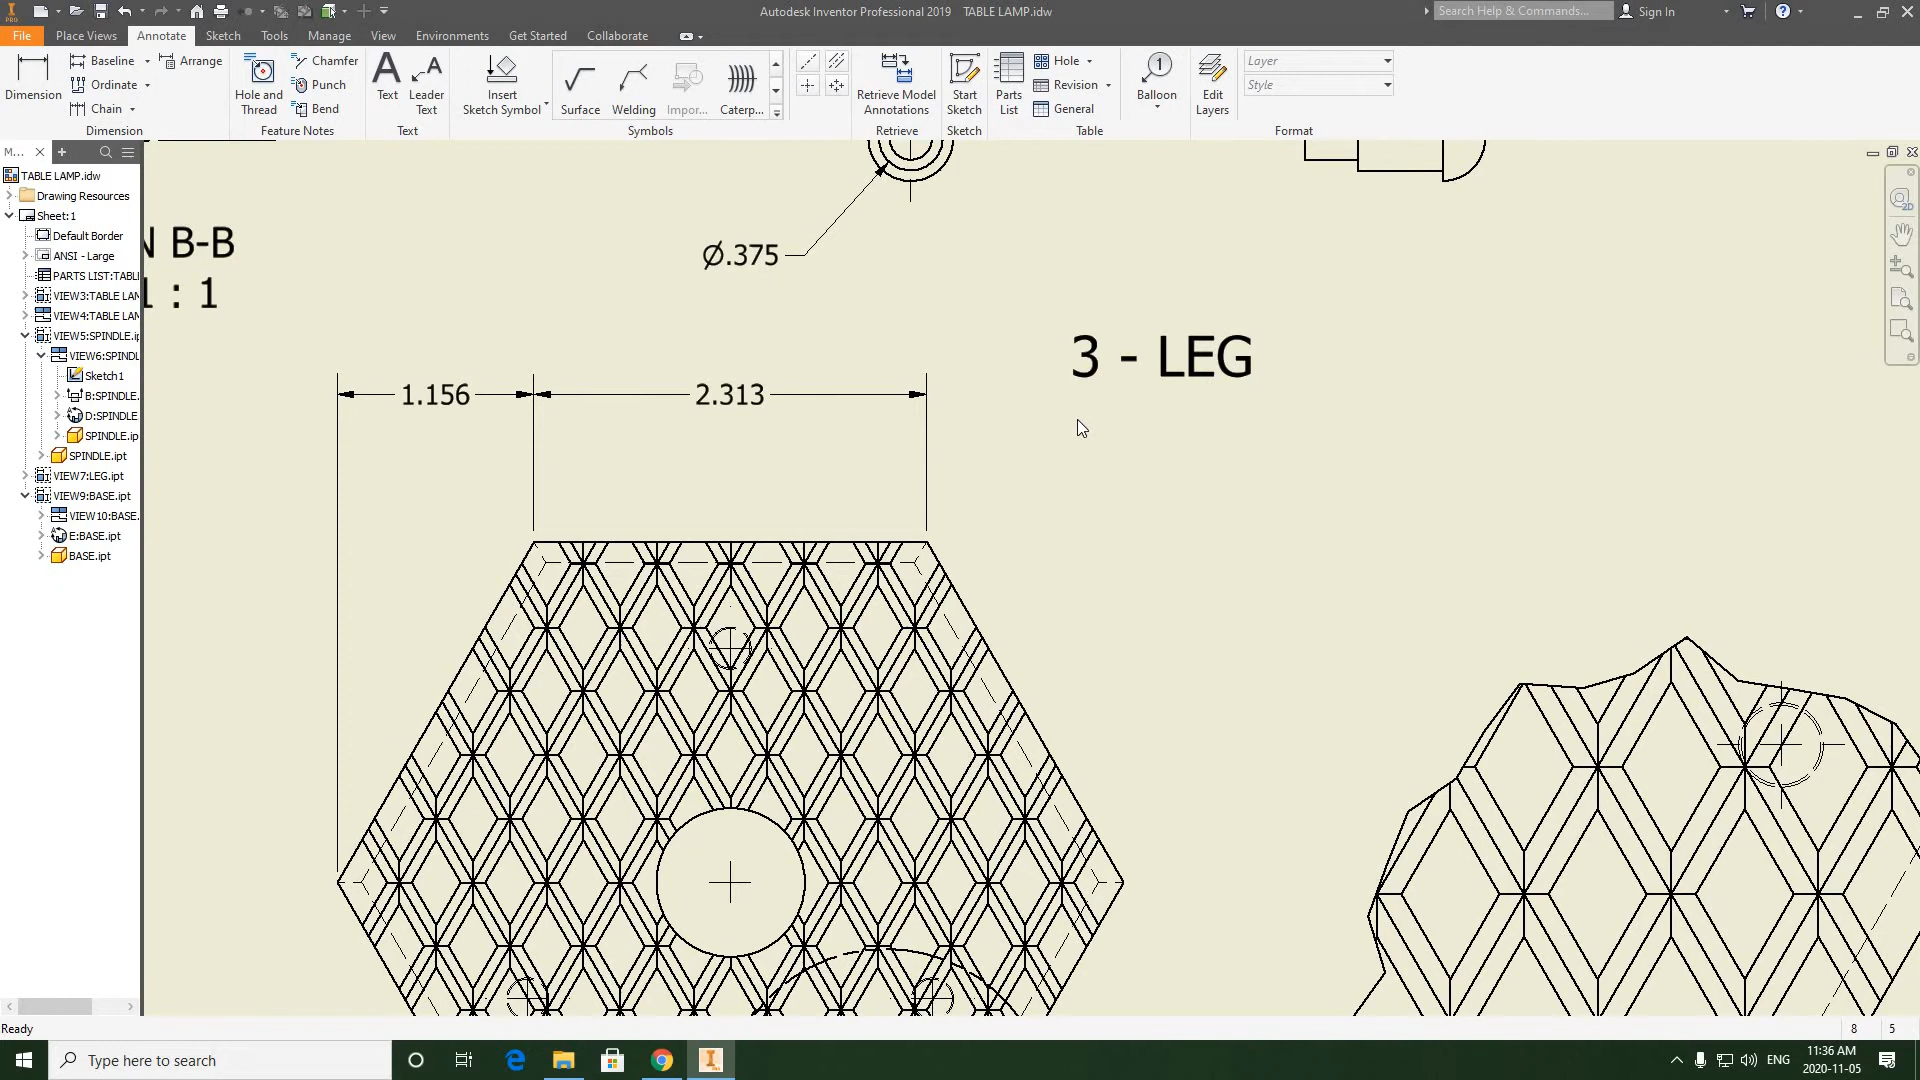 Autodesk Inventor Professional 2019   TABLE LAMP.idw
Search Help & Commands...
Sign In
File
Place Views
Annotate
Sketch
Tools
Manage
View
Environments
Get Started
Collaborate
Dimension
Baseline
Ordinate
Chain
Arrange
Dimension
Hole and Thread
Chamfer
Punch
Bend
Feature Notes
Text
Leader Text
Text
Insert Sketch Symbol
Surface
Welding
Impor...
Caterp...
Symbols
Retrieve Model Annotations
Retrieve
Start Sketch
Sketch
Parts List
Hole
Revision
General
Table
1
Balloon
Edit Layers
Layer
Style
Format
M...
TABLE LAMP.idw
Drawing Resources
Sheet:1
Default Border
ANSI - Large
PARTS LIST:TABL
VIEW3:TABLE LAM
VIEW4:TABLE LAM
VIEW5:SPINDLE.ip
VIEW6:SPINDL
Sketch1
B:SPINDLE.
D:SPINDLE
SPINDLE.ip
SPINDLE.ipt
VIEW7:LEG.ipt
VIEW9:BASE.ipt
VIEW10:BASE.
E:BASE.ipt
BASE.ipt
2D
N B-B
1 : 1
Ø.375
3 - LEG
1.156
2.313
Ready
8
5
Type here to search
ENG
11:36 AM
2020-11-05